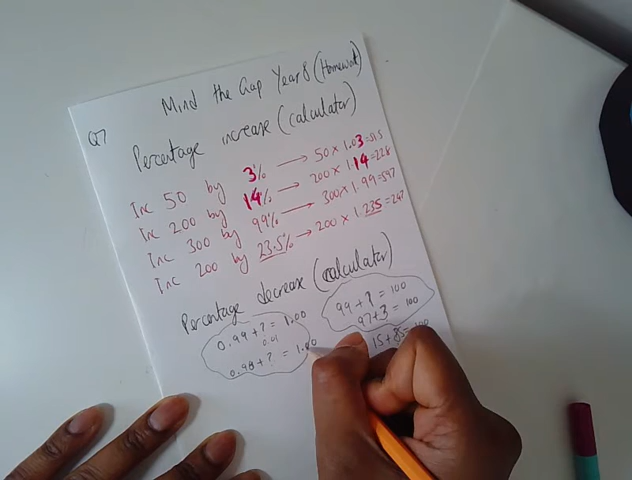 Mind the Gap Year 8 (Homework)
Q7
Percentage increase (calculator)
Inc 50 by 3% → 50 x 1.03=51.5
Inc 200 by 14% → 200 x 1.14=228
Inc 300 by 99% → 300 x 1.99=597
Inc 200 by 23.5% → 200 x 1.235=247
Percentage decrease (calculator)
0.99 + ? = 1.00
0.01
0.98 + ? = 1.00
99 + ? = 100
97 + 3 = 100
15 + 85 = 100